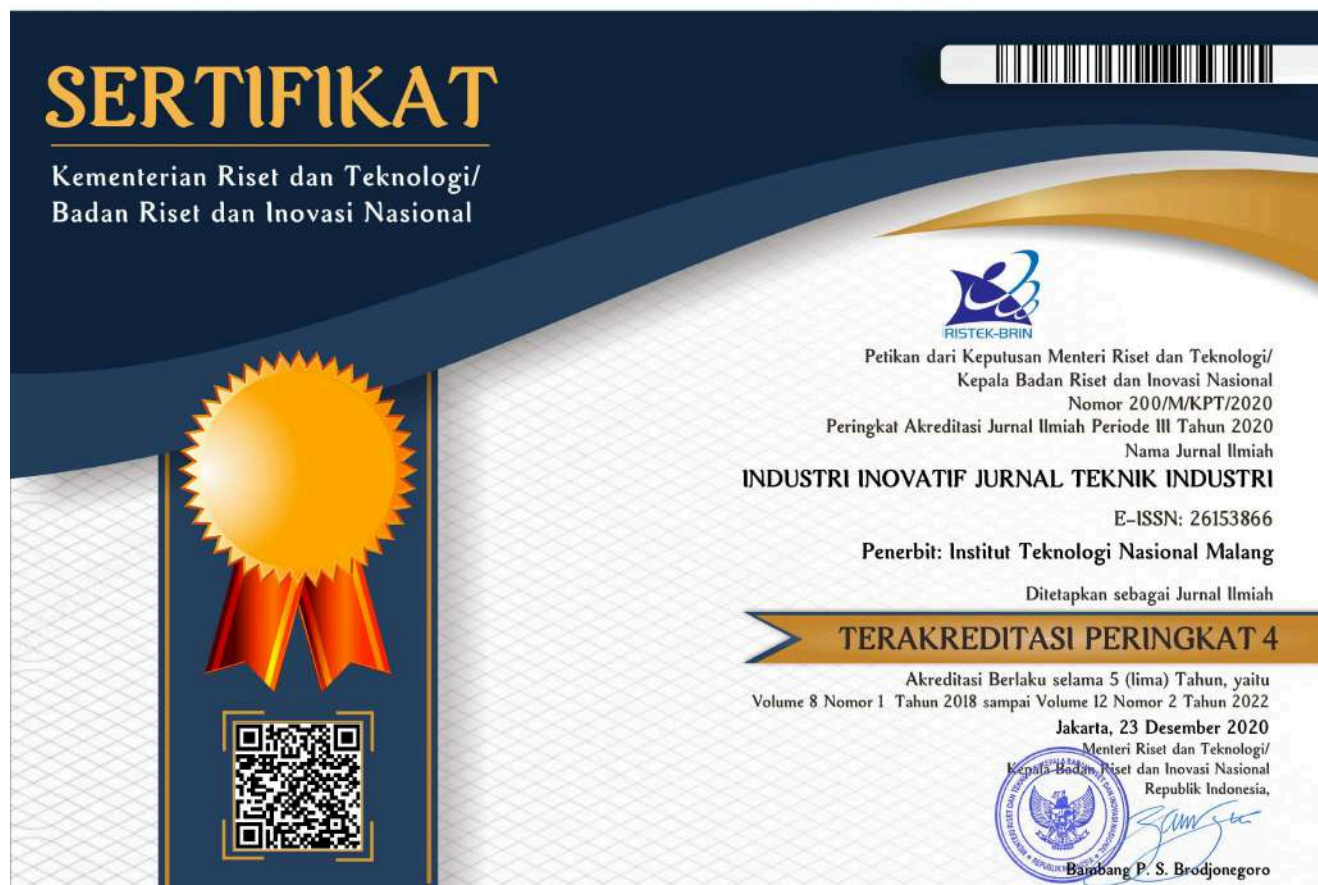 SERTIFIKAT
Kementerian Riset dan Teknologi/
Badan Riset dan Inovasi Nasional
RISTEK-BRIN
Petikan dari Keputusan Menteri Riset dan Teknologi/
Kepala Badan Riset dan Inovasi Nasional
Nomor 200/M/KPT/2020
Peringkat Akreditasi Jurnal Ilmiah Periode III Tahun 2020
Nama Jurnal Ilmiah
INDUSTRI INOVATIF JURNAL TEKNIK INDUSTRI
E-ISSN: 26153866
Penerbit: Institut Teknologi Nasional Malang
Ditetapkan sebagai Jurnal Ilmiah
TERAKREDITASI PERINGKAT 4
Akreditasi Berlaku selama 5 (lima) Tahun, yaitu
Volume 8 Nomor 1 Tahun 2018 sampai Volume 12 Nomor 2 Tahun 2022
Jakarta, 23 Desember 2020
Menteri Riset dan Teknologi/
Kepala Badan Riset dan Inovasi Nasional
Republik Indonesia,
Bambang P. S. Brodjonegoro